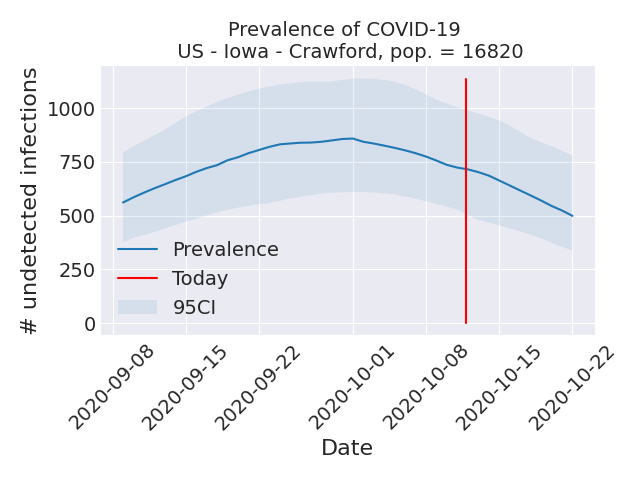 Prevalence of COVID-19
US - Iowa - Crawford, pop. = 16820
# undetected infections
1000
750
500
250
0
Prevalence
Today
95CI
2020-09-08
2020-09-15
2020-09-22
2020-10-01
2020-10-08
2020-10-15
2020-10-22
Date